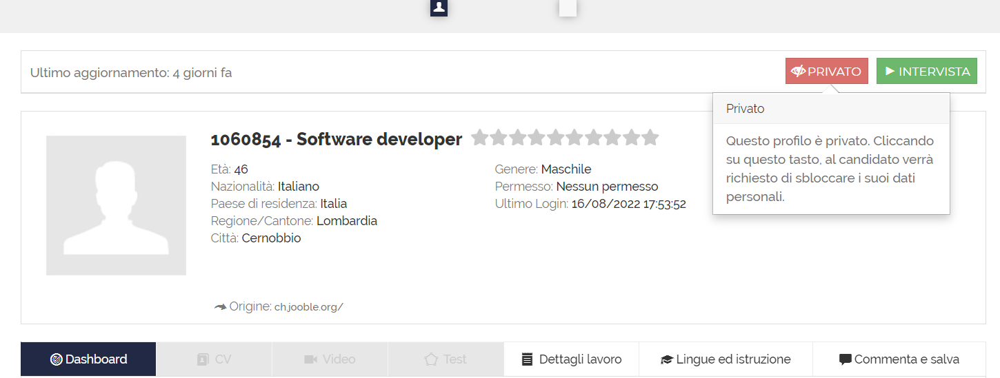 Ultimo aggiornamento: 4 giorni fa
PRIVATO
INTERVISTA
Privato
Questo profilo è privato. Cliccando
su questo tasto, al candidato verrà
richiesto di sbloccare i suoi dati
personali.
1060854 - Software developer
Età: 46
Nazionalità: Italiano
Paese di residenza: Italia
Regione/Cantone: Lombardia
Città: Cernobbio
Genere: Maschile
Permesso: Nessun permesso
Ultimo Login: 16/08/2022 17:53:52
Origine: ch.jooble.org/
Dashboard
CV
Video
Test
Dettagli lavoro
Lingue ed istruzione
Commenta e salva